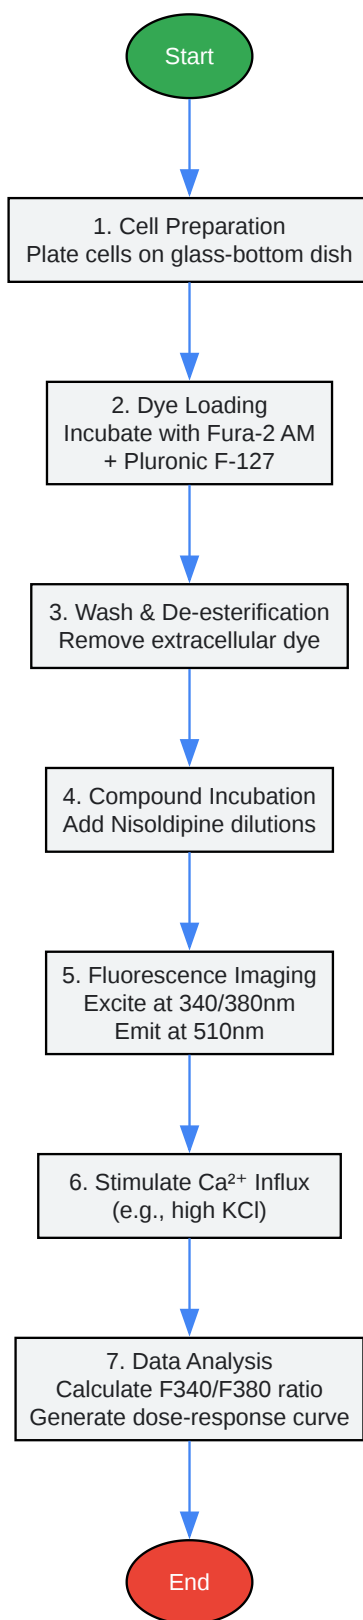 Start
1. Cell Preparation
Plate cells on glass-bottom dish
2. Dye Loading
Incubate with Fura-2 AM
+ Pluronic F-127
3. Wash & De-esterification
Remove extracellular dye
4. Compound Incubation
Add Nisoldipine dilutions
5. Fluorescence Imaging
Excite at 340/380nm
Emit at 510nm
6. Stimulate Ca²⁺ Influx
(e.g., high KCl)
7. Data Analysis
Calculate F340/F380 ratio
Generate dose-response curve
End